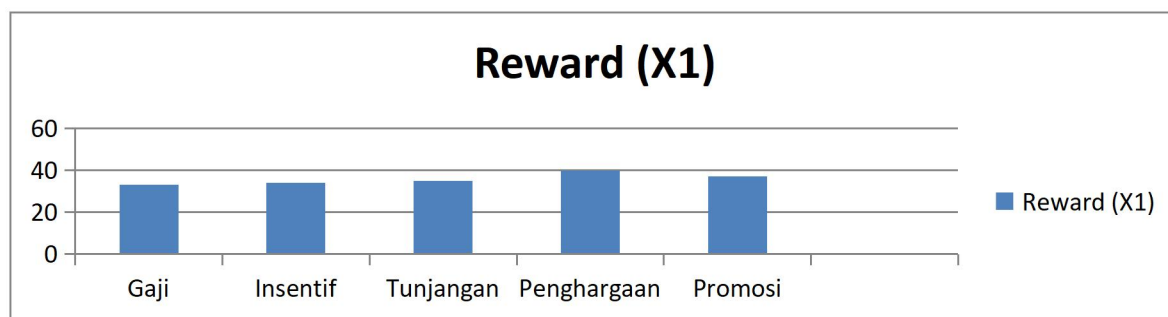 Reward (X1)
60
40
20
0
Gaji Insentif Tunjangan Penghargaan Promosi
Reward (X1)